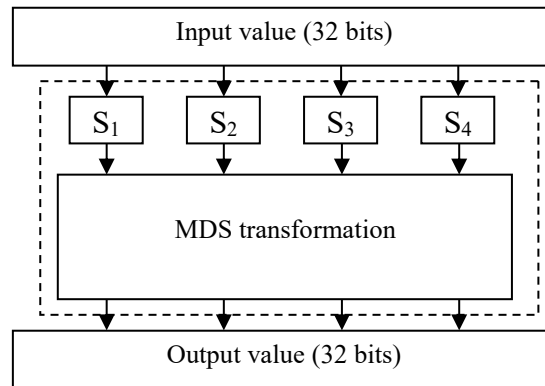 Input value (32 bits)
S₁ S₂ S₃ S₄
MDS transformation
Output value (32 bits)